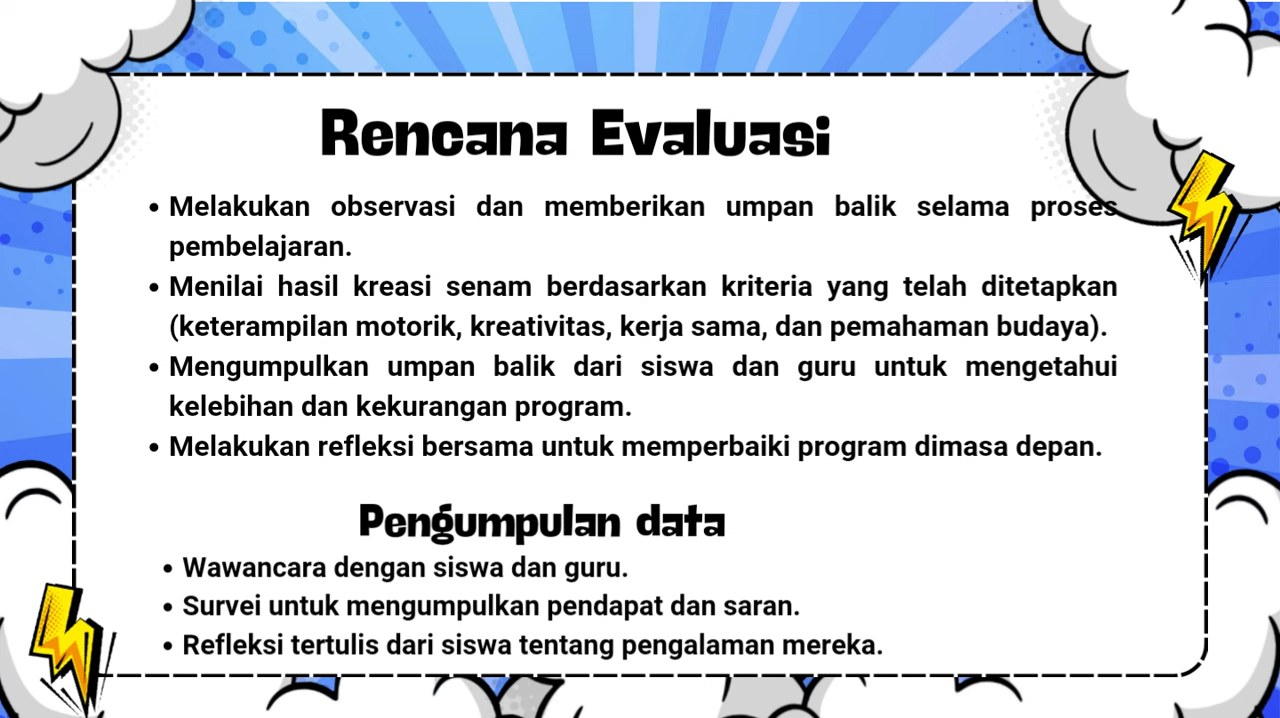 Rencana Evaluasi
• Melakukan observasi dan memberikan umpan balik selama proses
pembelajaran.
• Menilai hasil kreasi senam berdasarkan kriteria yang telah ditetapkan
(keterampilan motorik, kreativitas, kerja sama, dan pemahaman budaya).
• Mengumpulkan umpan balik dari siswa dan guru untuk mengetahui
kelebihan dan kekurangan program.
• Melakukan refleksi bersama untuk memperbaiki program dimasa depan.
Pengumpulan data
• Wawancara dengan siswa dan guru.
• Survei untuk mengumpulkan pendapat dan saran.
• Refleksi tertulis dari siswa tentang pengalaman mereka.